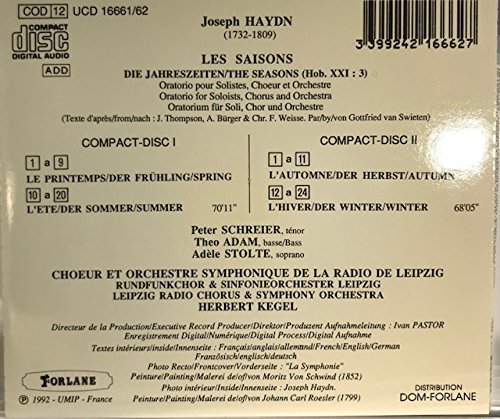 COD 12 UCD 16661/62
COMPACT
disc
DIGITAL AUDIO
ADD
Joseph HAYDN
(1732-1809)
3 399242 166627
LES SAISONS
DIE JAHRESZEITEN/THE SEASONS (Hob. XXI : 3)
Oratorio pour Solistes, Choeur et Orchestre
Oratorio for Soloists, Chorus and Orchestra
Oratorium für Soli, Chor und Orchestra
(Texte d'après/from/nach : J. Thompson, A. Bürger & Chr. F. Weisse. Par/by/von Gottfried van Swieten)
COMPACT-DISC I
1 a 9
LE PRINTEMPS/DER FRÜHLING/SPRING
10 a 20
L'ETE/DER SOMMER/SUMMER 70'11"
COMPACT-DISC II
1 a 11
L'AUTOMNE/DER HERBST/AUTUMN
12 a 24
L'HIVER/DER WINTER/WINTER 68'05"
Peter SCHREIER, ténor
Theo ADAM, basse/Bass
Adèle STOLTE, soprano
CHOEUR ET ORCHESTRE SYMPHONIQUE DE LA RADIO DE LEIPZIG
RUNDFUNKCHOR & SINFONIEORCHESTER LEIPZIG
LEIPZIG RADIO CHORUS & SYMPHONY ORCHESTRA
HERBERT KEGEL
Directeur de la Production/Executive Record Producer/Direktor/Produzent Aufnahmeleitung : Ivan PASTOR
Enregistrement Digital/Numérique/Digital Process/Digital Aufnahme
Textes intérieurs/inside/Innenseite : Français/anglais/allemand/French/English/German
Französisch/englisch/deutsch
Photo Recto/Frontcover/Vorderseite : "La Symphonie"
Peinture/Painting/Malerei de/of/von Moritz Von Schwind (1852)
Photo intérieur/inside/Innenseite : Joseph Haydn.
Peinture/Painting/Malerei de/of/von Johann Carl Roesler (1799)
FORLANE
℗ 1992 - UMIP - France
DISTRIBUTION
DOM-FORLANE